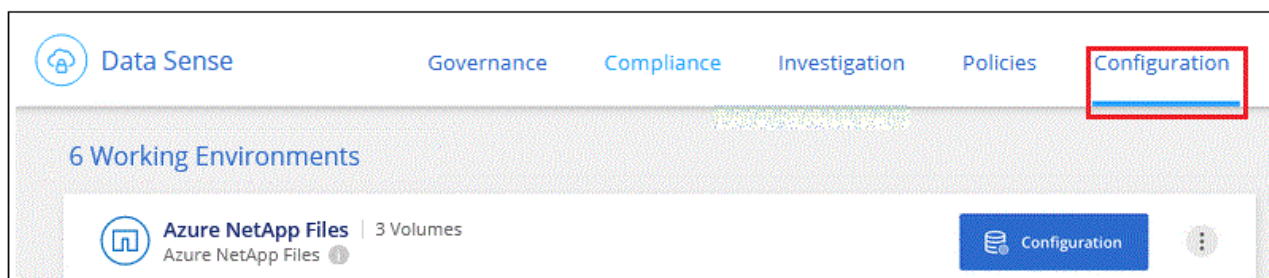 Data Sense Governance Compliance Investigation Policies Configuration
6 Working Environments
Azure NetApp Files | 3 Volumes
Azure NetApp Files
Configuration